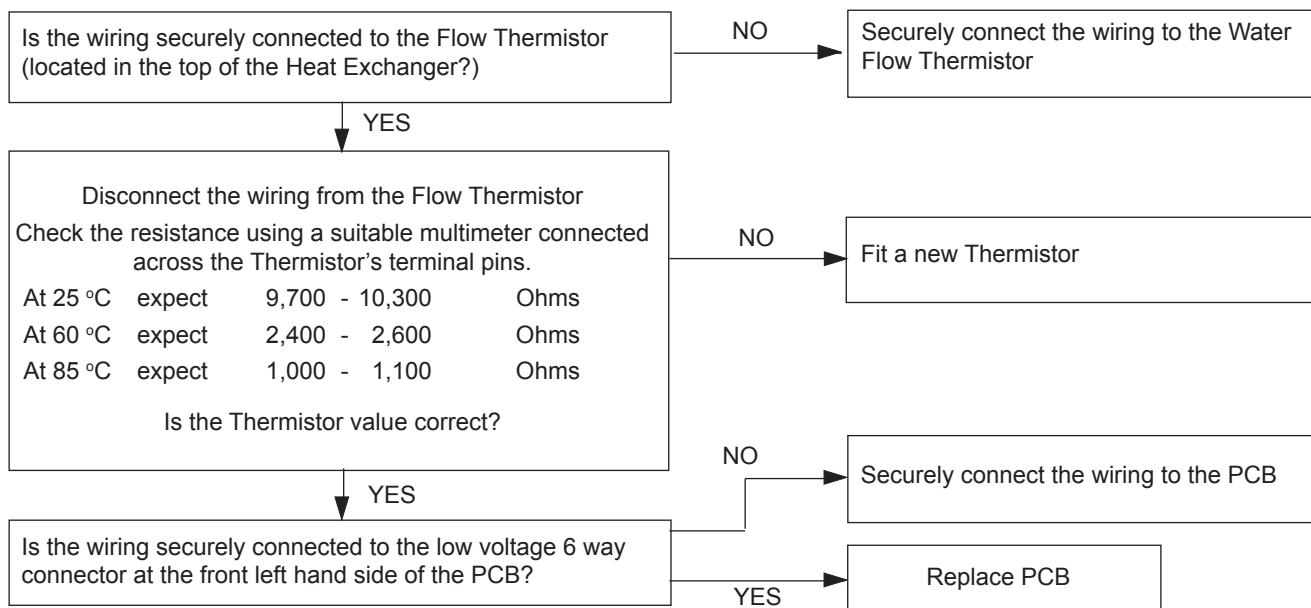 Is the wiring securely connected to the Flow Thermistor
(located in the top of the Heat Exchanger?)
NO
Securely connect the wiring to the Water
Flow Thermistor
YES
Disconnect the wiring from the Flow Thermistor
Check the resistance using a suitable multimeter connected
across the Thermistor's terminal pins.
At 25 °C expect 9,700 - 10,300 Ohms
At 60 °C expect 2,400 - 2,600 Ohms
At 85 °C expect 1,000 - 1,100 Ohms
Is the Thermistor value correct?
NO
Fit a new Thermistor
YES
Is the wiring securely connected to the low voltage 6 way
connector at the front left hand side of the PCB?
NO
Securely connect the wiring to the PCB
YES
Replace PCB